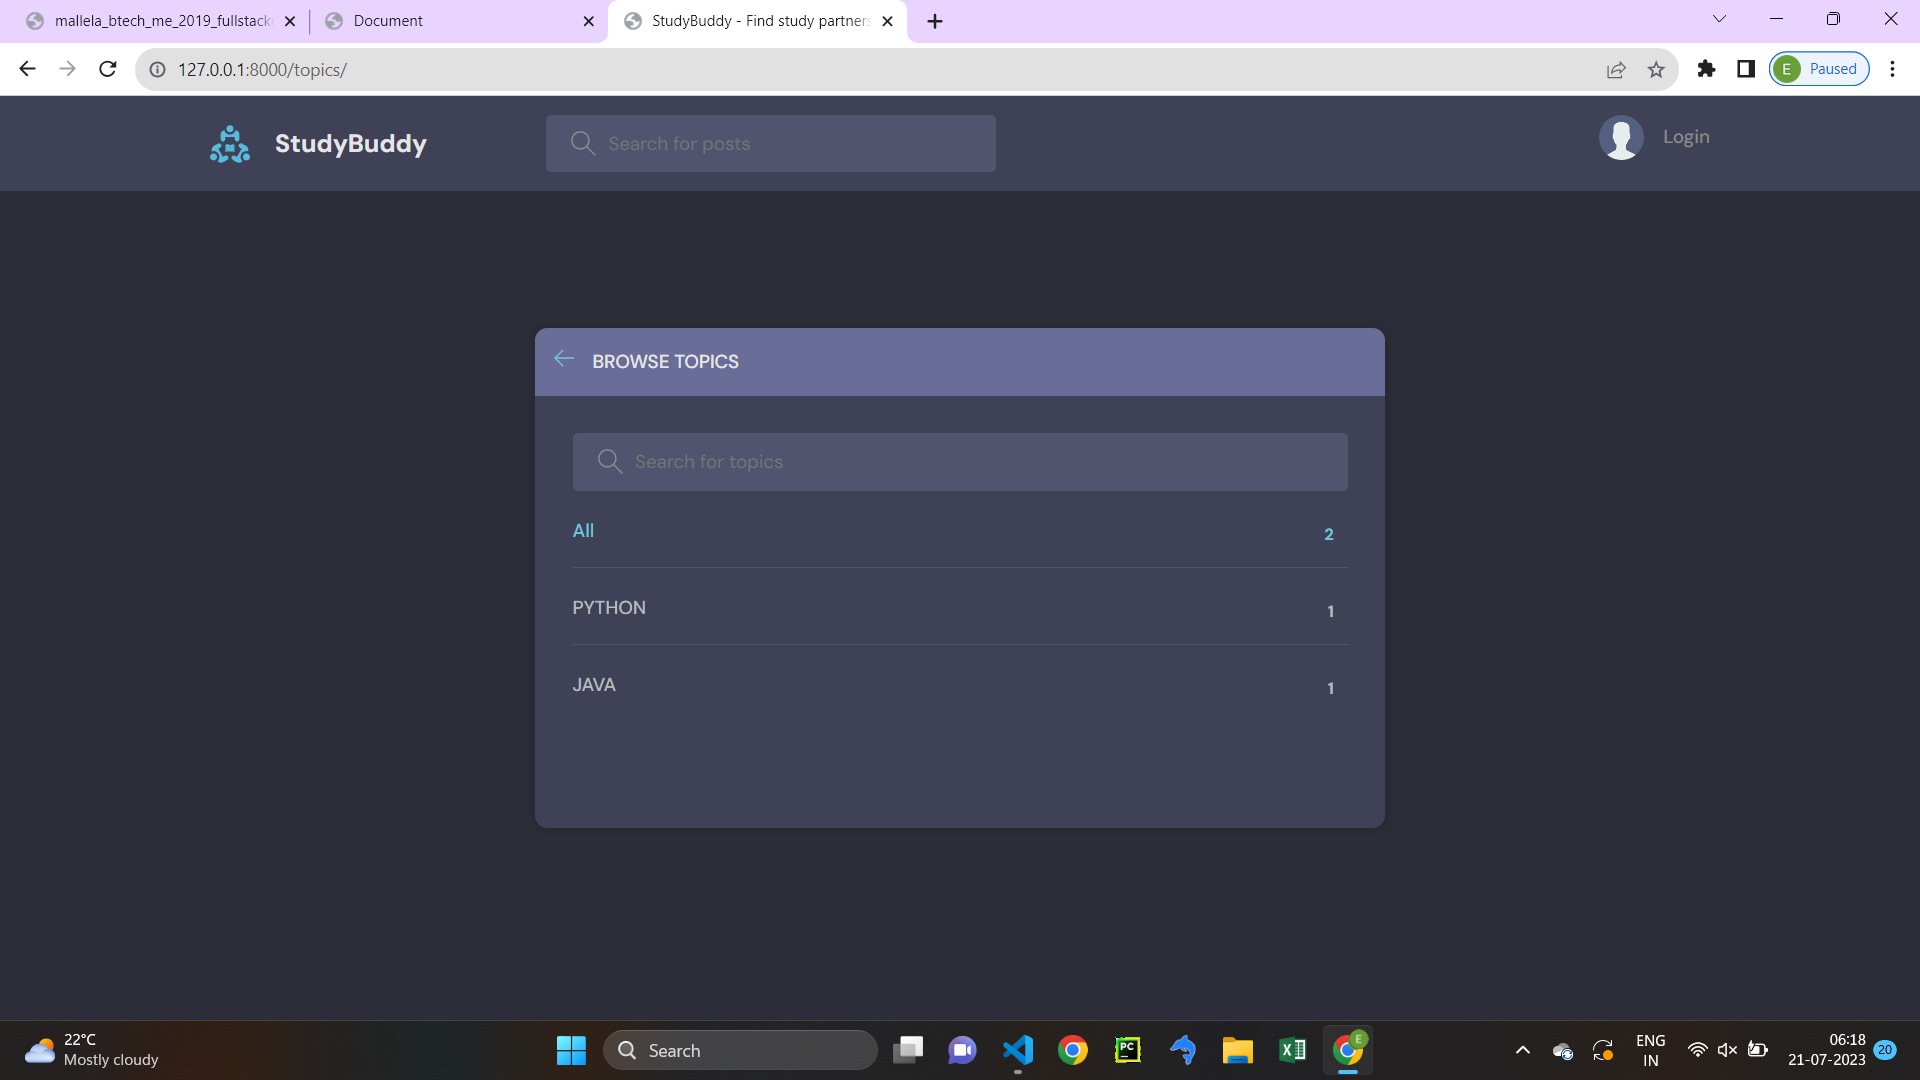 mallela_btech_me_2019_fullstack
Document
StudyBuddy - Find study partners
127.0.0.1:8000/topics/
E
Paused
StudyBuddy
Search for posts
Login
BROWSE TOPICS
Search for topics
All
2
PYTHON
1
JAVA
1
22°C
Mostly cloudy
Search
PC
E
ENG
IN
06:18
21-07-2023
20